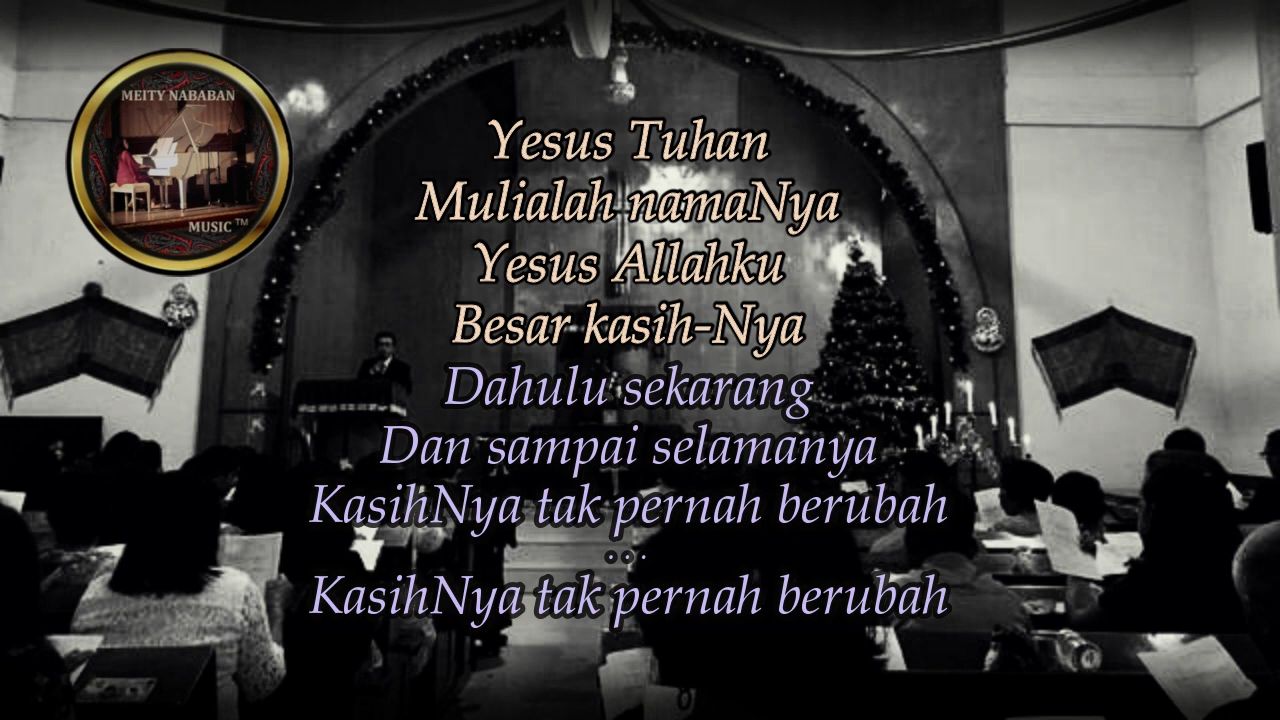 MEITY NABABAN
MUSIC™
Yesus Tuhan
Mulialah namaNya
Yesus Allahku
Besar kasih-Nya
Dahulu sekarang
Dan sampai selamanya
KasihNya tak pernah berubah
...
KasihNya tak pernah berubah